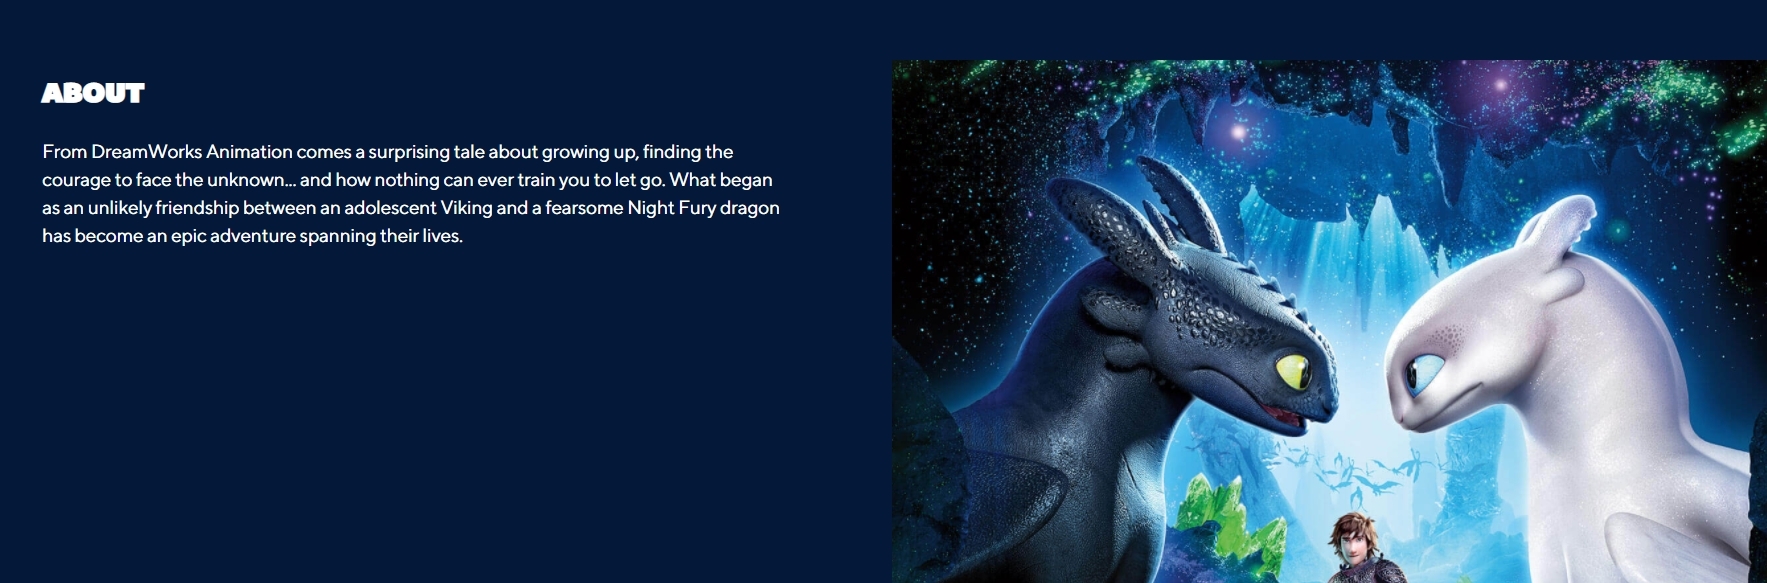 ABOUT
From DreamWorks Animation comes a surprising tale about growing up, finding the
courage to face the unknown... and how nothing can ever train you to let go. What began
as an unlikely friendship between an adolescent Viking and a fearsome Night Fury dragon
has become an epic adventure spanning their lives.